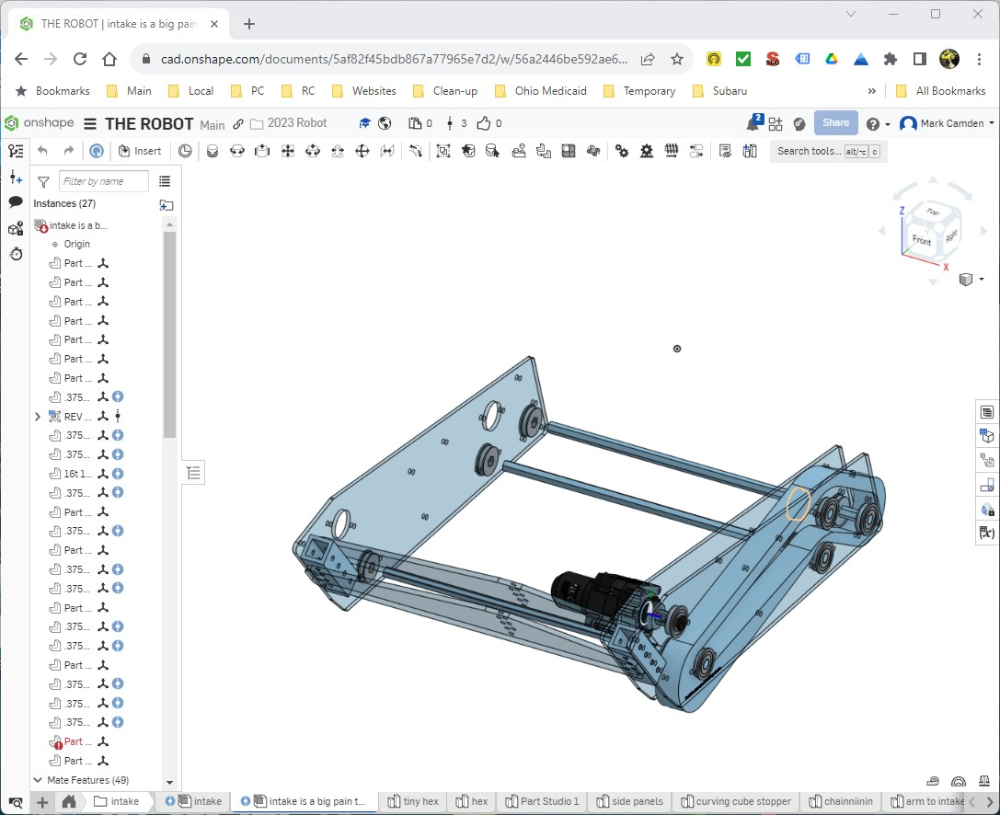 THE ROBOT | intake is a big pain
cad.onshape.com/documents/5af82f45bdb867a77965e7d2/w/56a2446be592ae6...
Bookmarks Main Local PC RC Websites Clean-up Ohio Medicaid Temporary Subaru » All Bookmarks
onshape THE ROBOT Main 2023 Robot 0 3 0 2 Share Mark Camden
Insert Search tools... alt/⌥ c
Filter by name
Instances (27)
intake is a b...
Origin
Part ...
Part ...
Part ...
Part ...
Part ...
Part ...
Part ...
.375...
REV ...
.375...
.375...
16t 1...
.375...
Part ...
.375...
Part ...
.375...
.375...
Part ...
.375...
.375...
Part ...
.375...
.375...
.375...
Part ...
Part ...
Mate Features (49)
Z
Top
Front Right
X
intake intake intake is a big pain t... tiny hex hex Part Studio 1 side panels curving cube stopper chainniinin arm to intake